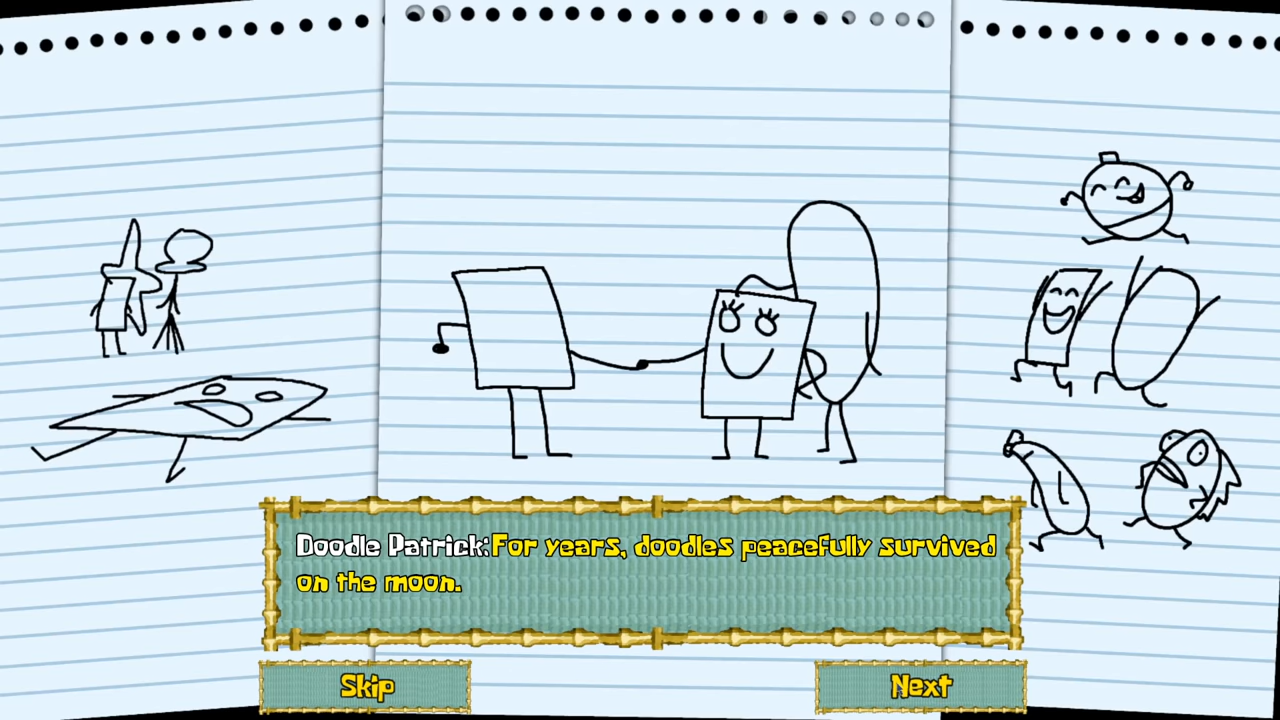 Doodle Patrick:For years, doodles peacefully survived
on the moon.
Skip
Next